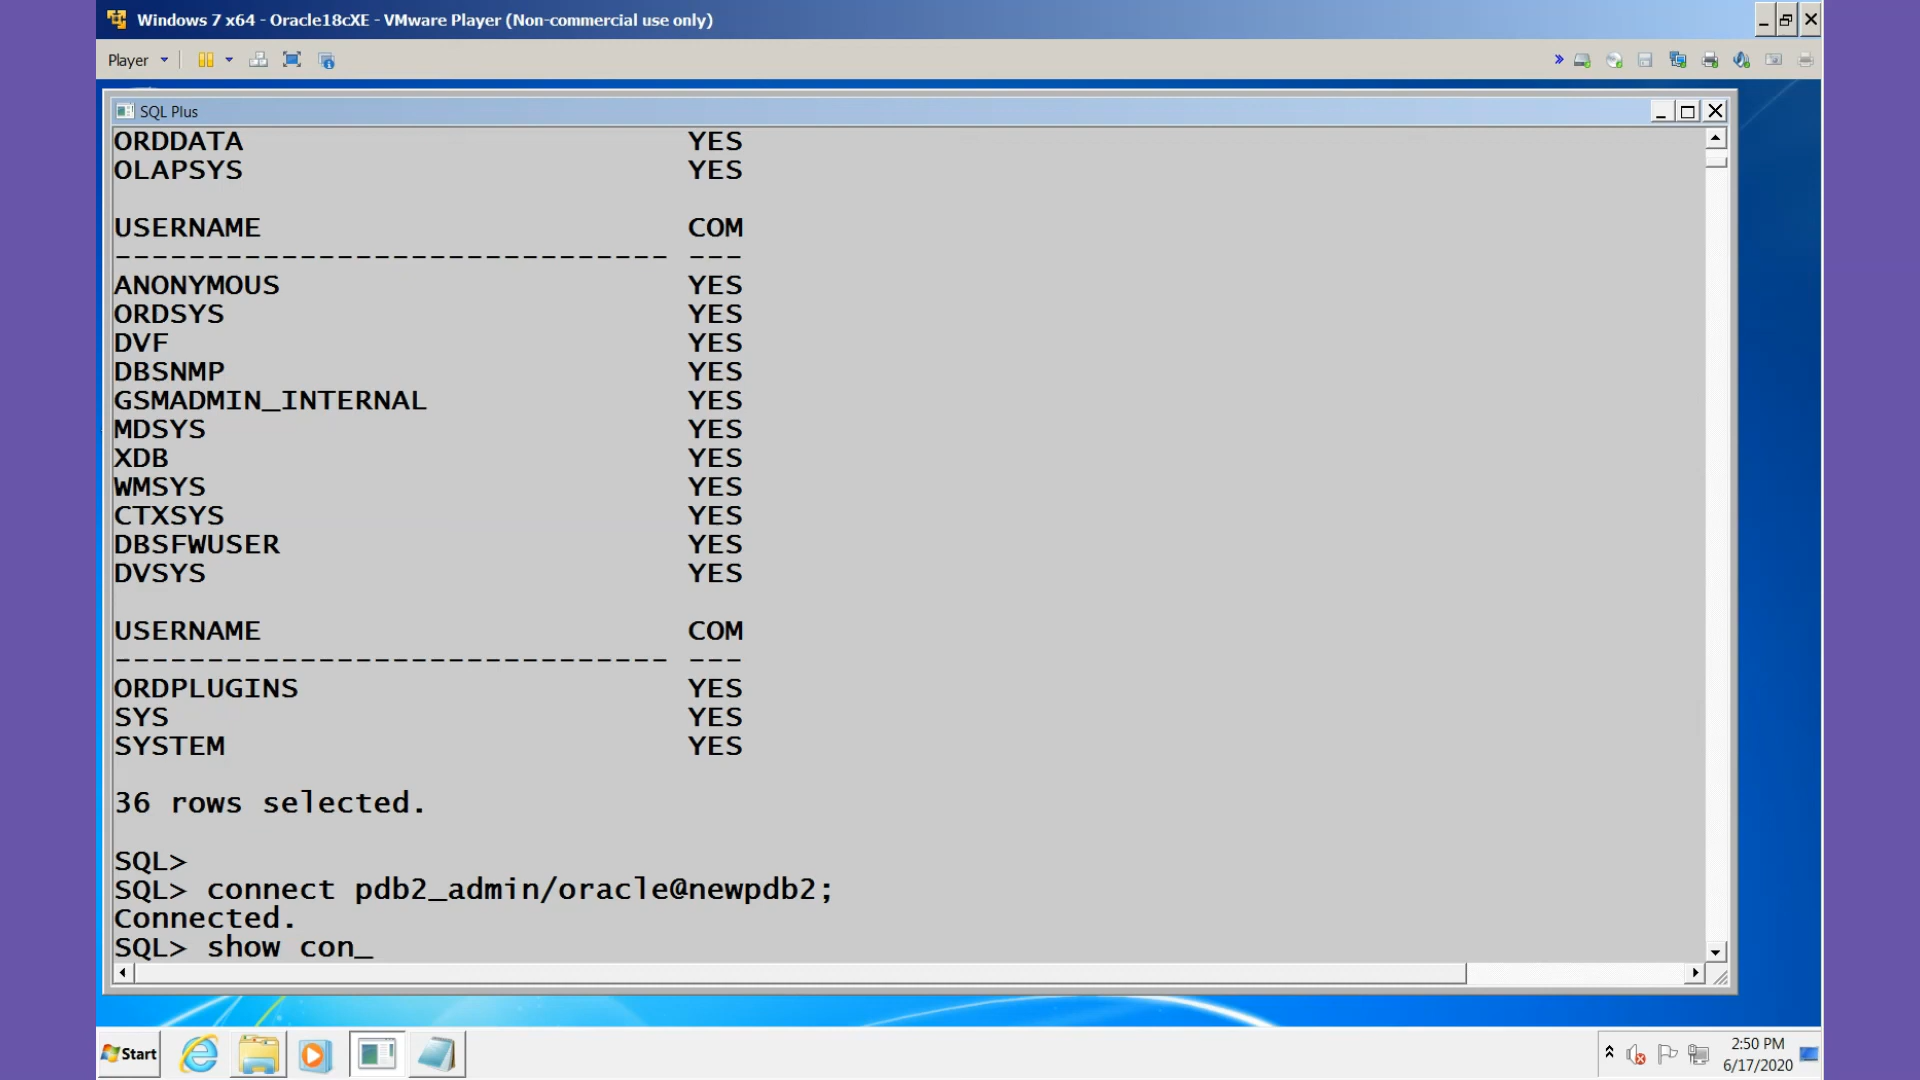 Windows 7 x64 - Oracle18cXE - VMware Player (Non-commercial use only)
Player
SQL Plus
ORDDATA YES
OLAPSYS YES
USERNAME COM
------------------------------ ---
ANONYMOUS YES
ORDSYS YES
DVF YES
DBSNMP YES
GSMADMIN_INTERNAL YES
MDSYS YES
XDB YES
WMSYS YES
CTXSYS YES
DBSFWUSER YES
DVSYS YES
USERNAME COM
------------------------------ ---
ORDPLUGINS YES
SYS YES
SYSTEM YES
36 rows selected.
SQL>
SQL> connect pdb2_admin/oracle@newpdb2;
Connected.
SQL> show con_
Start
2:50 PM
6/17/2020